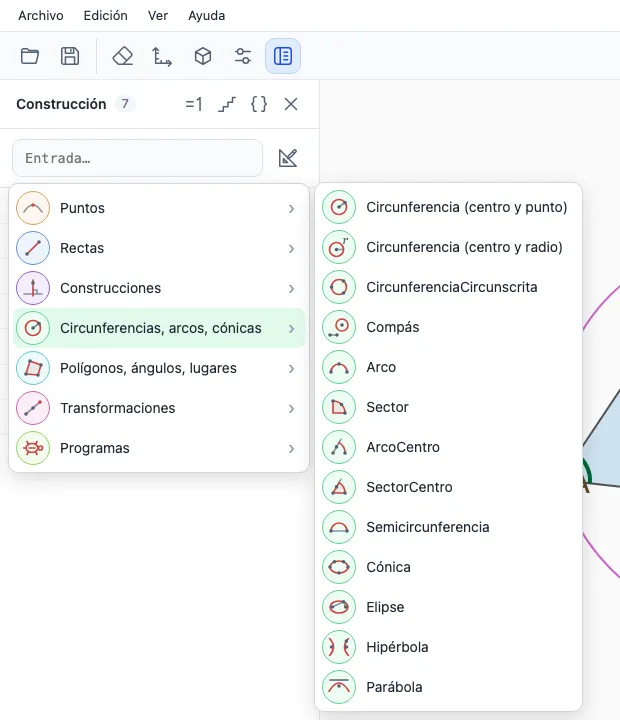 Archivo Edición Ver Ayuda
Construcción 7 =1 {}
Entrada…
Puntos
Rectas
Construcciones
Circunferencias, arcos, cónicas
Polígonos, ángulos, lugares
Transformaciones
Programas
Circunferencia (centro y punto)
Circunferencia (centro y radio)
CircunferenciaCircunscrita
Compás
Arco
Sector
ArcoCentro
SectorCentro
Semicircunferencia
Cónica
Elipse
Hipérbola
Parábola